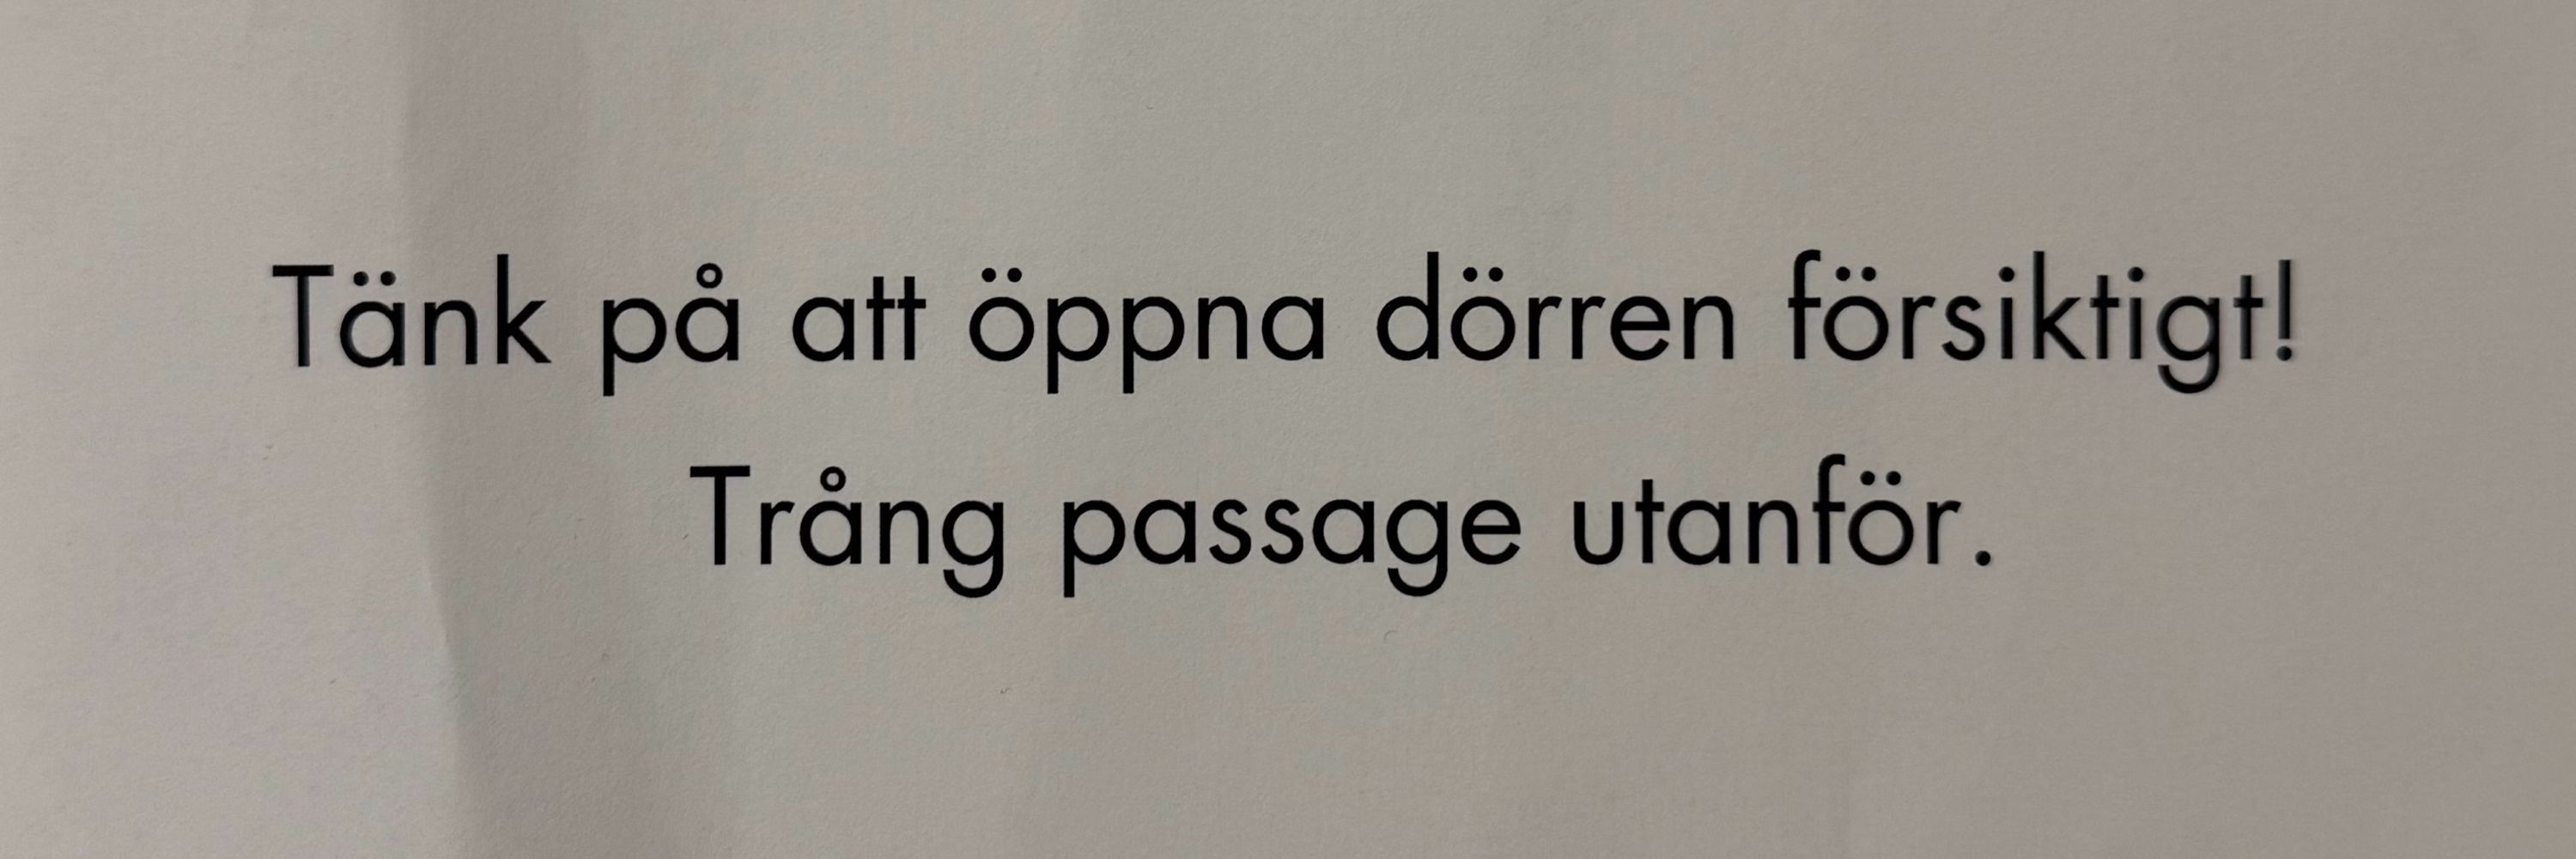 Tänk på att öppna dörren försiktigt!
Trång passage utanför.